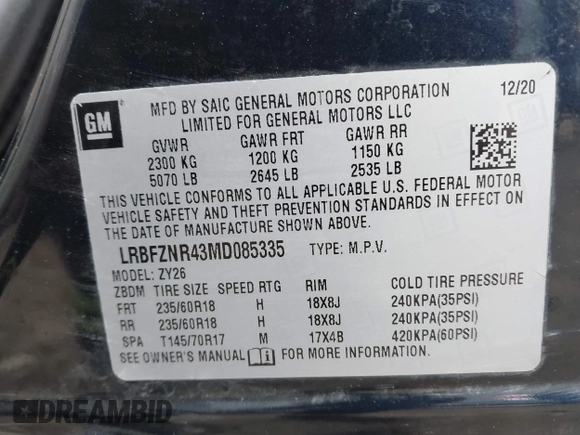 GM
MFD BY SAIC GENERAL MOTORS CORPORATION 12/20
LIMITED FOR GENERAL MOTORS LLC
GVWR GAWR FRT GAWR RR
2300 KG 1200 KG 1150 KG
5070 LB 2645 LB 2535 LB
THIS VEHICLE CONFORMS TO ALL APPLICABLE U.S. FEDERAL MOTOR
VEHICLE SAFETY AND THEFT PREVENTION STANDARDS IN EFFECT ON
THE DATE OF MANUFACTURE SHOWN ABOVE.
LRBFZNR43MD085335 TYPE: M.P.V.
MODEL: ZY26
ZBDM TIRE SIZE SPEED RTG RIM COLD TIRE PRESSURE
FRT 235/60R18 H 18X8J 240KPA(35PSI)
RR 235/60R18 H 18X8J 240KPA(35PSI)
SPA T145/70R17 M 17X4B 420KPA(60PSI)
SEE OWNER'S MANUAL FOR MORE INFORMATION.
DREAMBID